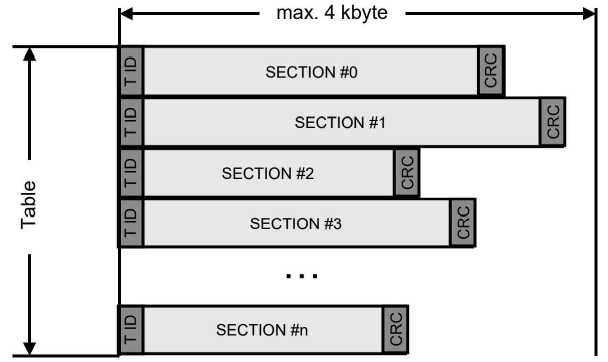 max. 4 kbyte
T ID SECTION #0 CRC
T ID SECTION #1 CRC
T ID SECTION #2 CRC
T ID SECTION #3 CRC
Table
...
T ID SECTION #n CRC